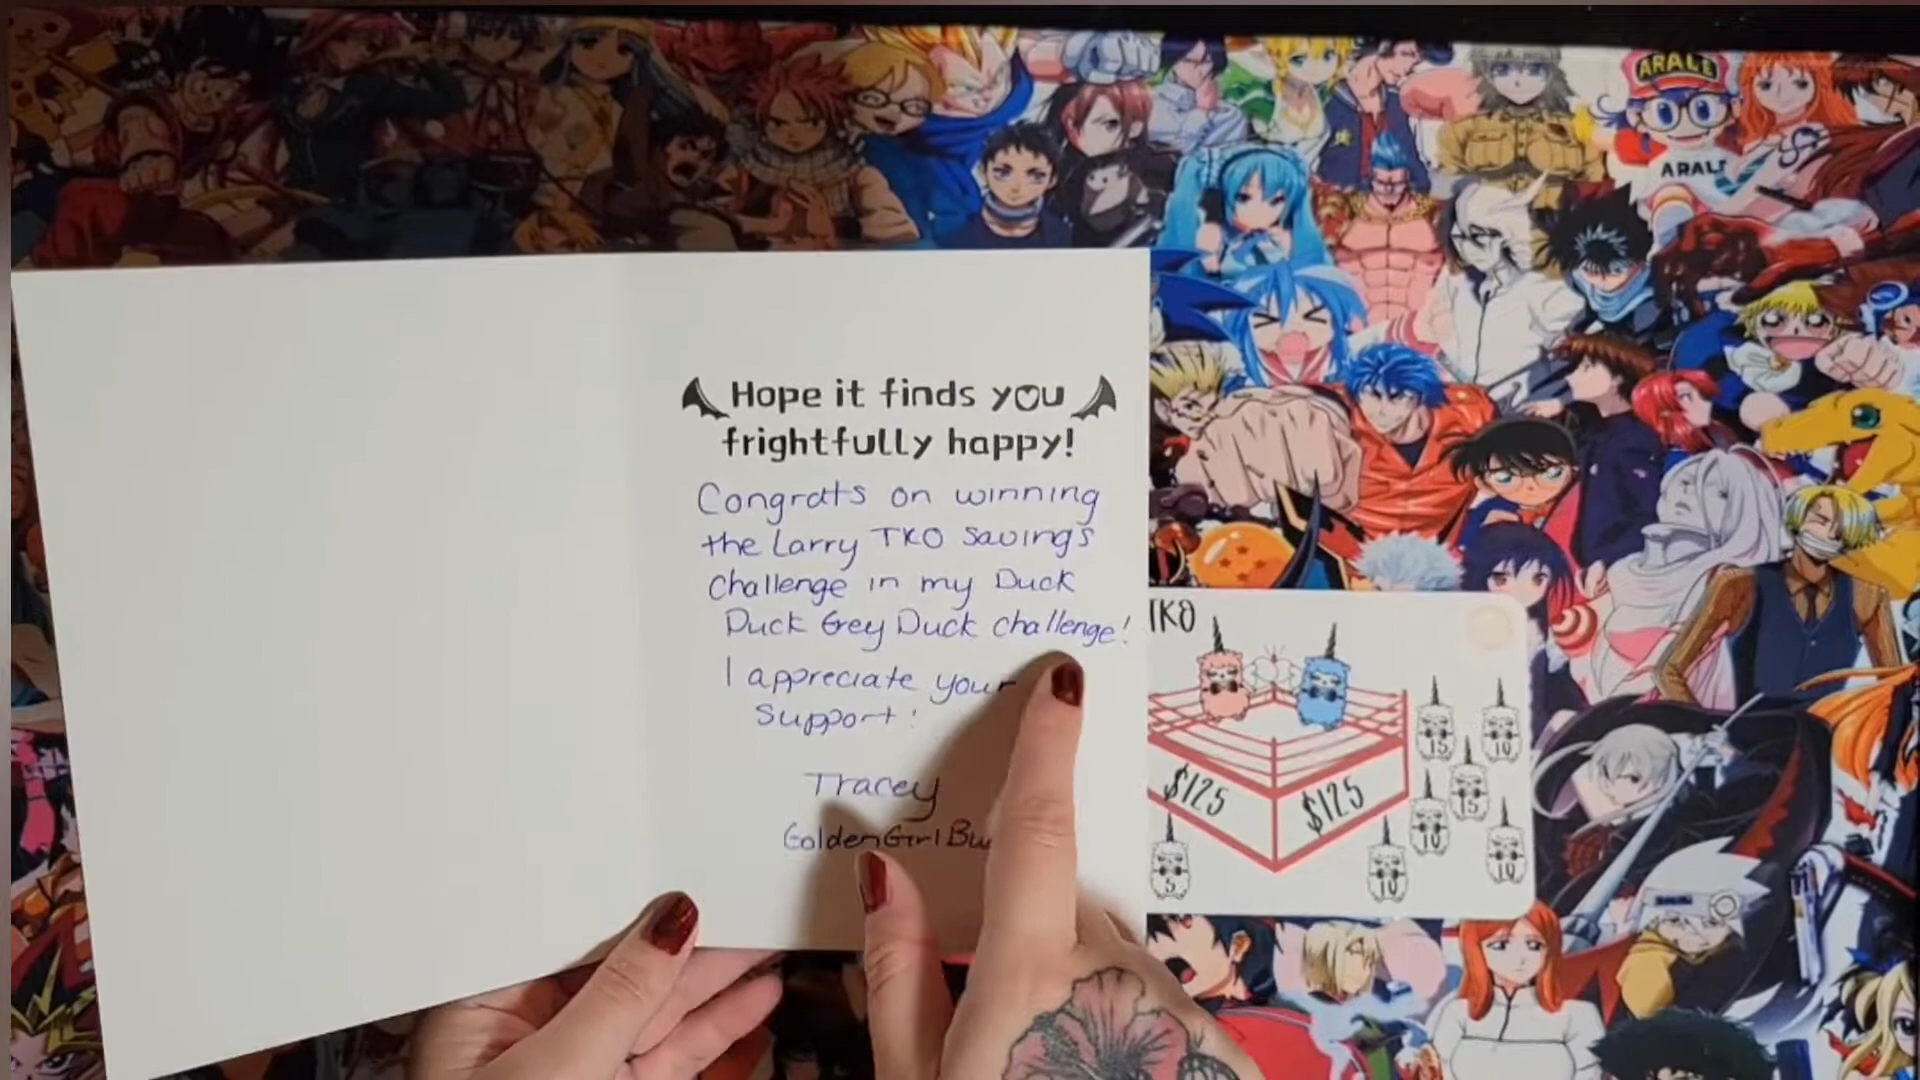 ARALE
ARALE
Hope it finds you
frightfully happy!
Congrats on winning
the Larry TKO Savings
Challenge in my Duck
Duck Grey Duck challenge!
I appreciate your
support!
Tracey
GoldenGirl
TKO
$125 $125
15 10
15
10
5 10 10